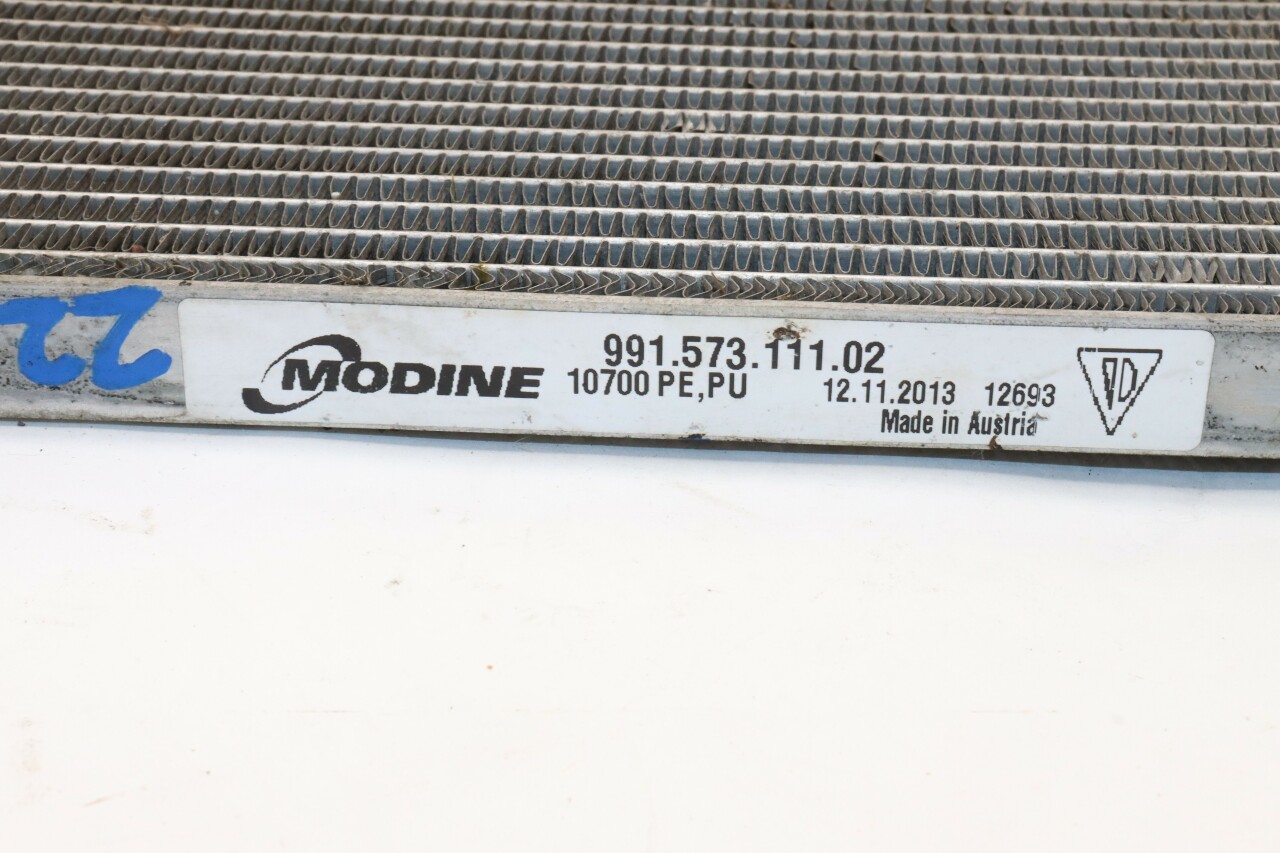 22
MODINE
991.573.111.02
10700 PE,PU 12.11.2013 12693
Made in Austria